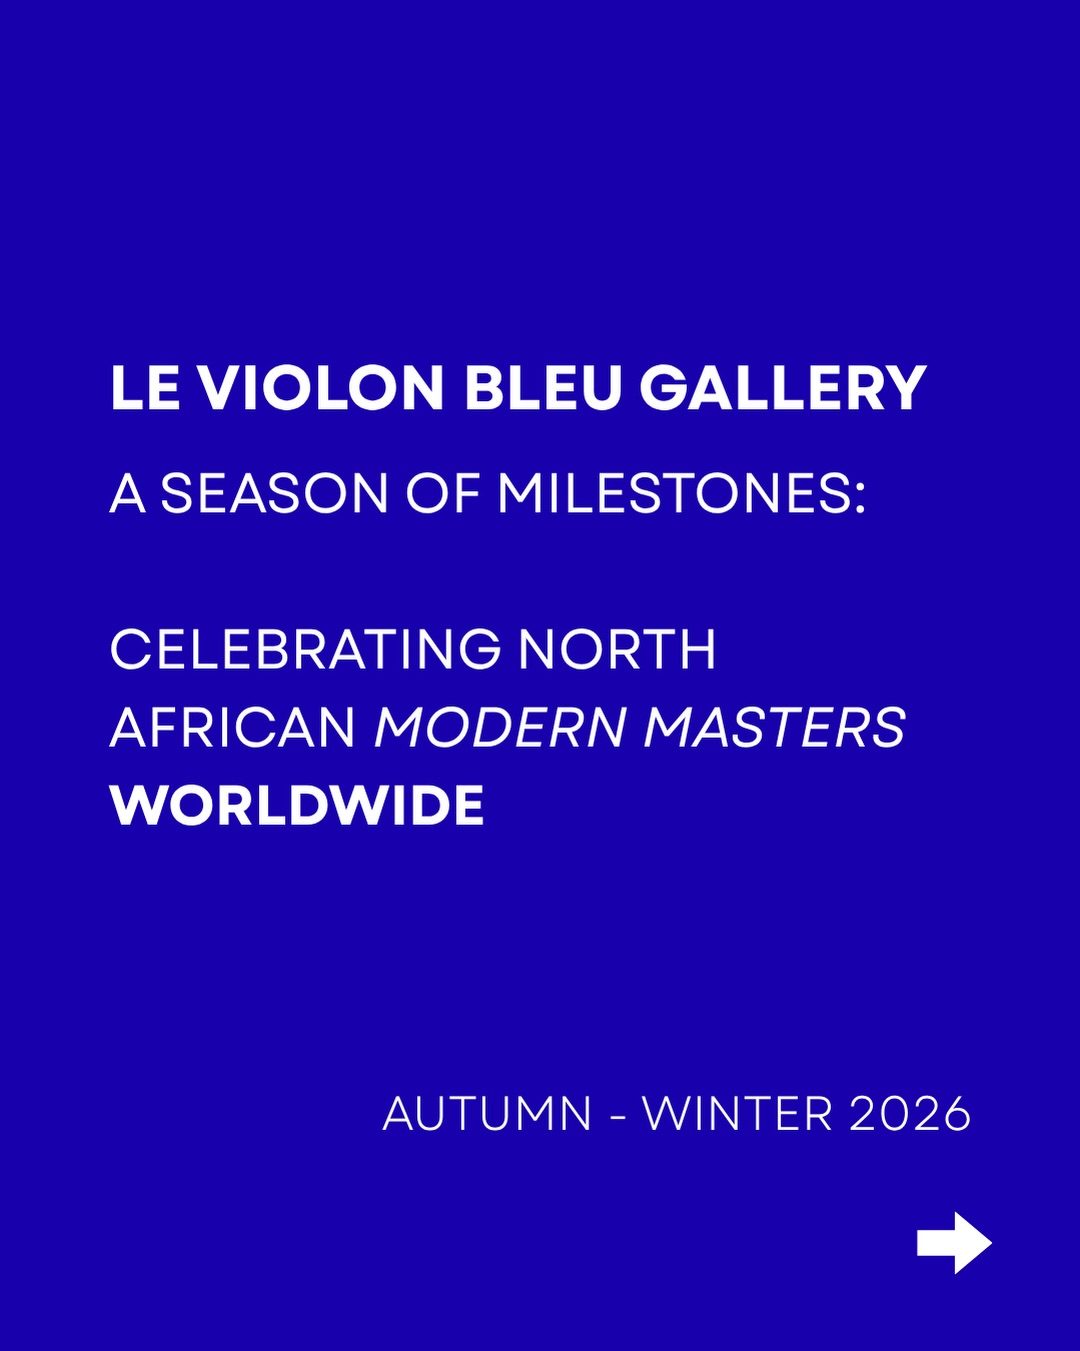 LE VIOLON BLEU GALLERY
A SEASON OF MILESTONES:
CELEBRATING NORTH
AFRICAN MODERN MASTERS
WORLDWIDE
AUTUMN - WINTER 2026